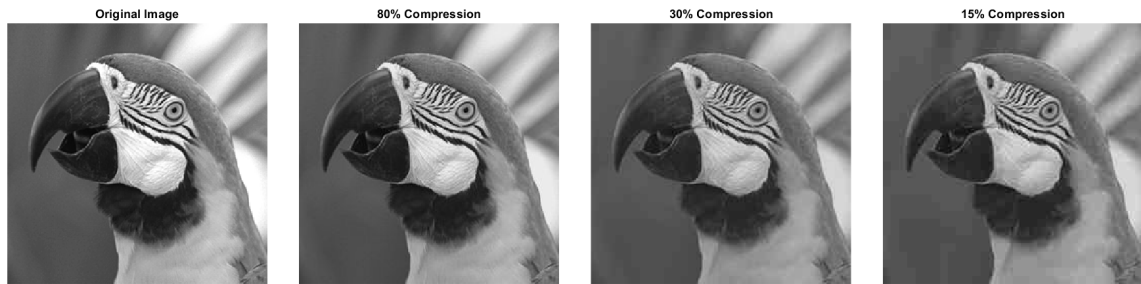 Original Image
80% Compression
30% Compression
15% Compression